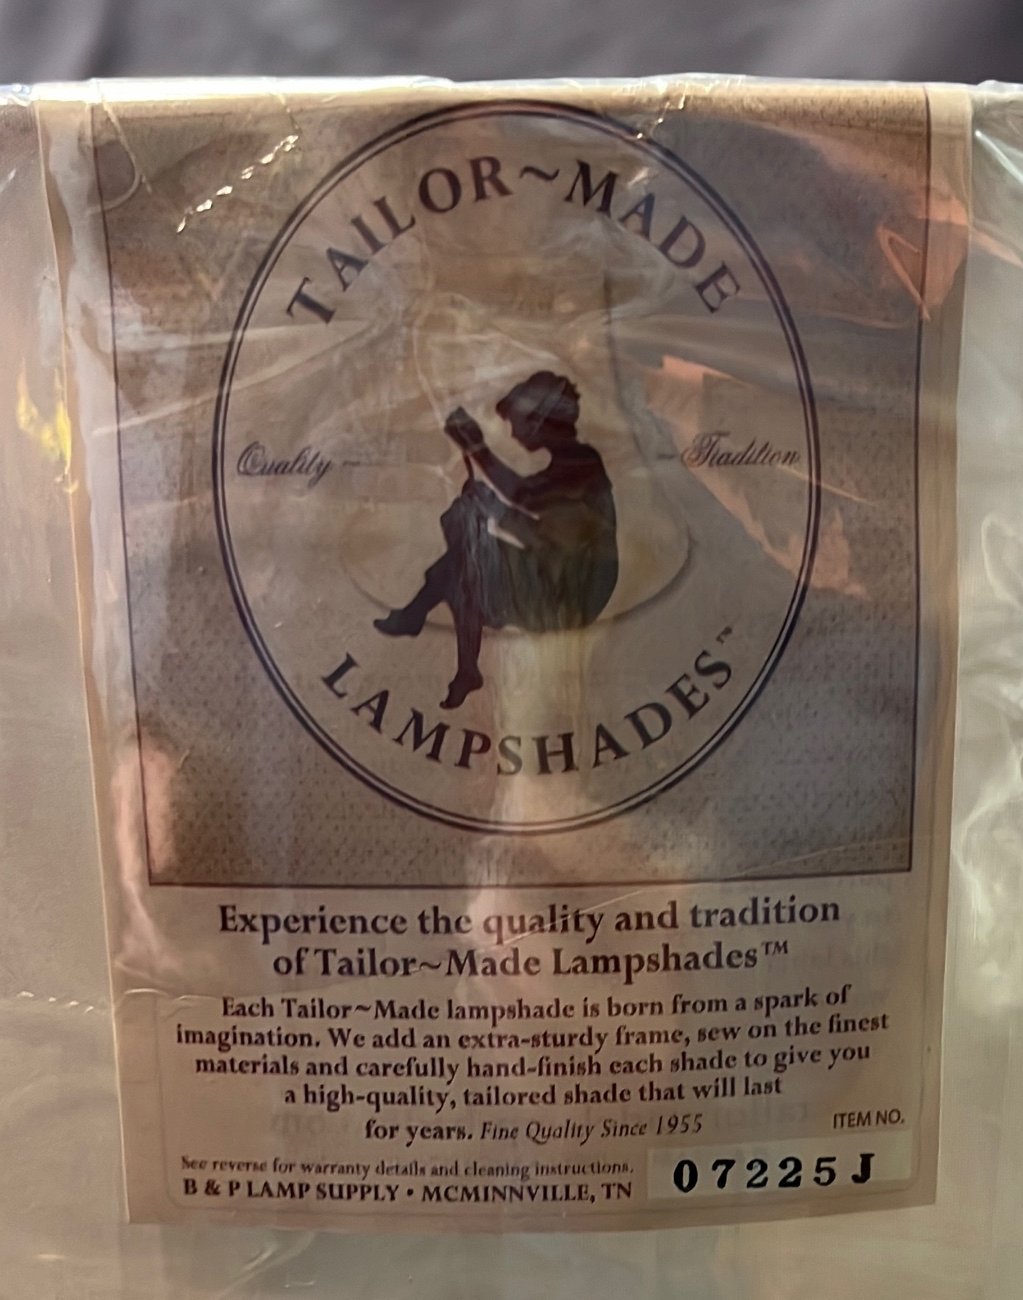 TAILOR~MADE
Quality ~
~ Tradition
LAMPSHADES™
Experience the quality and tradition
of Tailor~Made Lampshades™
Each Tailor~Made lampshade is born from a spark of
imagination. We add an extra-sturdy frame, sew on the finest
materials and carefully hand-finish each shade to give you
a high-quality, tailored shade that will last
for years. Fine Quality Since 1955
ITEM NO.
See reverse for warranty details and cleaning instructions.
B & P LAMP SUPPLY • MCMINNVILLE, TN
07225J